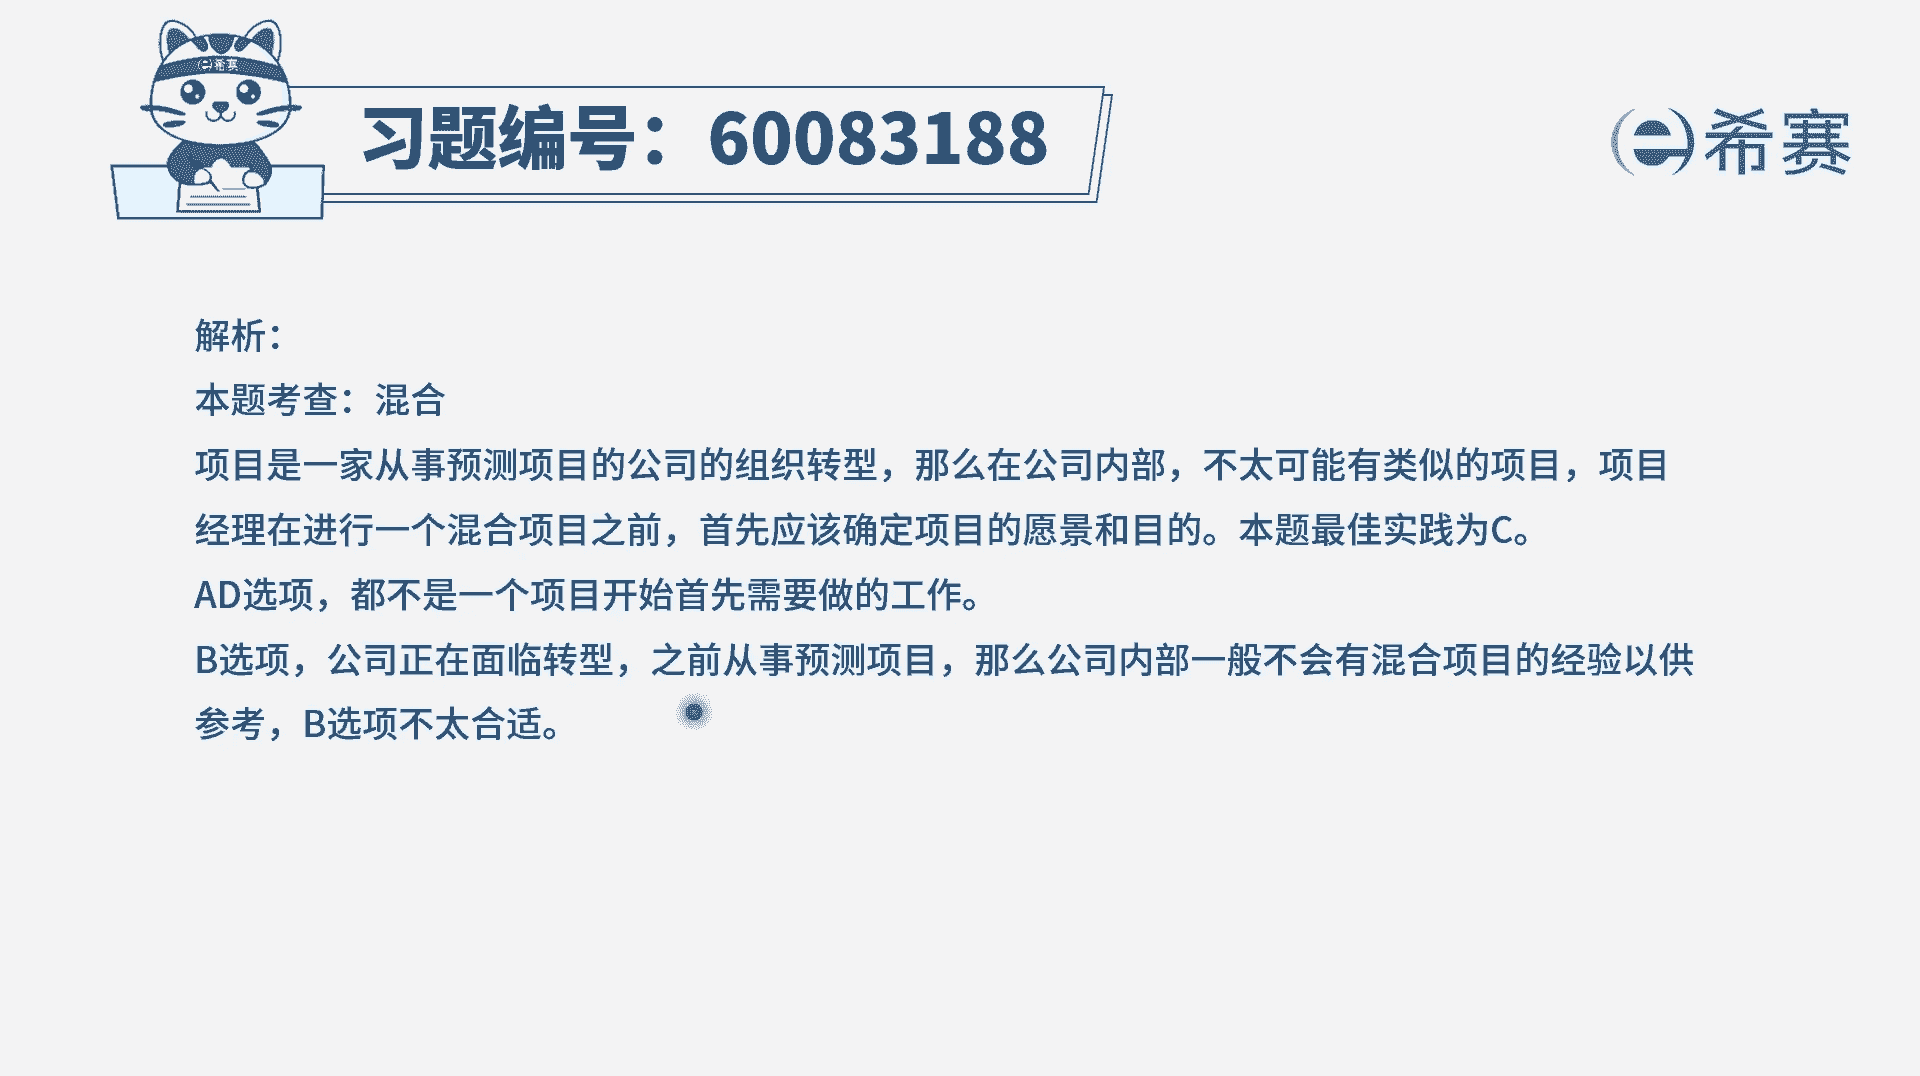 e希赛
习题编号：60083188
e希赛
解析：
本题考查：混合
项目是一家从事预测项目的公司的组织转型，那么在公司内部，不太可能有类似的项目，项目
经理在进行一个混合项目之前，首先应该确定项目的愿景和目的。本题最佳实践为C。
AD选项，都不是一个项目开始首先需要做的工作。
B选项，公司正在面临转型，之前从事预测项目，那么公司内部一般不会有混合项目的经验以供
参考，B选项不太合适。